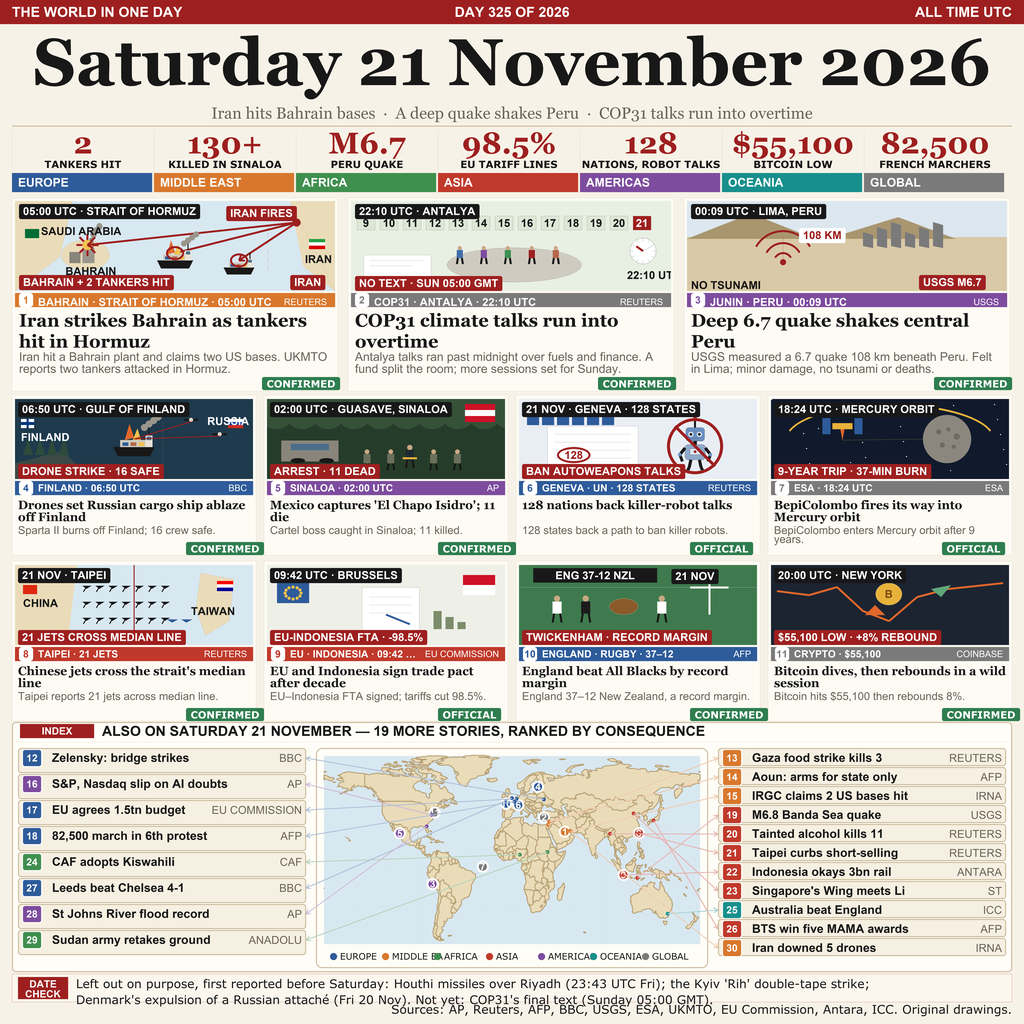 THE WORLD IN ONE DAY
DAY 325 OF 2026
ALL TIME UTC
Saturday 21 November 2026
Iran hits Bahrain bases · A deep quake shakes Peru · COP31 talks run into overtime
2
TANKERS HIT
130+
KILLED IN SINALOA
M6.7
PERU QUAKE
98.5%
EU TARIFF LINES
128
NATIONS, ROBOT TALKS
$55,100
BITCOIN LOW
82,500
FRENCH MARCHERS
EUROPE
MIDDLE EAST
AFRICA
ASIA
AMERICAS
OCEANIA
GLOBAL
05:00 UTC · STRAIT OF HORMUZ
IRAN FIRES
SAUDI ARABIA
BAHRAIN
IRAN
BAHRAIN + 2 TANKERS HIT
IRAN
1 BAHRAIN · STRAIT OF HORMUZ · 05:00 UTC REUTERS
Iran strikes Bahrain as tankers
hit in Hormuz
Iran hit a Bahrain plant and claims two US bases. UKMTO
reports two tankers attacked in Hormuz.
CONFIRMED
22:10 UTC · ANTALYA
9 10 11 12 13 14 15 16 17 18 19 20 21
22:10 UT
NO TEXT · SUN 05:00 GMT
2 COP31 · ANTALYA · 22:10 UTC REUTERS
COP31 climate talks run into
overtime
Antalya talks ran past midnight over fuels and finance. A
fund split the room; more sessions set for Sunday.
CONFIRMED
00:09 UTC · LIMA, PERU
108 KM
NO TSUNAMI
USGS M6.7
3 JUNIN · PERU · 00:09 UTC USGS
Deep 6.7 quake shakes central
Peru
USGS measured a 6.7 quake 108 km beneath Peru. Felt
in Lima; minor damage, no tsunami or deaths.
CONFIRMED
06:50 UTC · GULF OF FINLAND
RUSSIA
FINLAND
DRONE STRIKE · 16 SAFE
4 FINLAND · 06:50 UTC BBC
Drones set Russian cargo ship ablaze
off Finland
Sparta II burns off Finland; 16 crew safe.
CONFIRMED
02:00 UTC · GUASAVE, SINALOA
ARREST · 11 DEAD
5 SINALOA · 02:00 UTC AP
Mexico captures 'El Chapo Isidro'; 11
die
Cartel boss caught in Sinaloa; 11 killed.
CONFIRMED
21 NOV · GENEVA · 128 STATES
128
BAN AUTOWEAPONS TALKS
6 GENEVA · UN · 128 STATES REUTERS
128 nations back killer-robot talks
128 states back a path to ban killer robots.
OFFICIAL
18:24 UTC · MERCURY ORBIT
9-YEAR TRIP · 37-MIN BURN
7 ESA · 18:24 UTC ESA
BepiColombo fires its way into
Mercury orbit
BepiColombo enters Mercury orbit after 9
years.
OFFICIAL
21 NOV · TAIPEI
CHINA
TAIWAN
21 JETS CROSS MEDIAN LINE
8 TAIPEI · 21 JETS REUTERS
Chinese jets cross the strait's median
line
Taipei reports 21 jets across median line.
CONFIRMED
09:42 UTC · BRUSSELS
EU-INDONESIA FTA · -98.5%
9 EU · INDONESIA · 09:42 ... EU COMMISSION
EU and Indonesia sign trade pact
after decade
EU–Indonesia FTA signed; tariffs cut 98.5%.
OFFICIAL
ENG 37-12 NZL
21 NOV
TWICKENHAM · RECORD MARGIN
10 ENGLAND · RUGBY · 37–12 AFP
England beat All Blacks by record
margin
England 37–12 New Zealand, a record margin.
CONFIRMED
20:00 UTC · NEW YORK
B
$55,100 LOW · +8% REBOUND
11 CRYPTO · $55,100 COINBASE
Bitcoin dives, then rebounds in a wild
session
Bitcoin hits $55,100 then rebounds 8%.
CONFIRMED
INDEX
ALSO ON SATURDAY 21 NOVEMBER — 19 MORE STORIES, RANKED BY CONSEQUENCE
12 Zelensky: bridge strikes BBC
16 S&P, Nasdaq slip on AI doubts AP
17 EU agrees 1.5tn budget EU COMMISSION
18 82,500 march in 6th protest AFP
24 CAF adopts Kiswahili CAF
27 Leeds beat Chelsea 4-1 BBC
28 St Johns River flood record AP
29 Sudan army retakes ground ANADOLU
4
6
2
1
5
7
3
EUROPE MIDDLE EA AFRICA ASIA AMERICA OCEANIA GLOBAL
13 Gaza food strike kills 3 REUTERS
14 Aoun: arms for state only AFP
15 IRGC claims 2 US bases hit IRNA
19 M6.8 Banda Sea quake USGS
20 Tainted alcohol kills 11 REUTERS
21 Taipei curbs short-selling REUTERS
22 Indonesia okays 3bn rail ANTARA
23 Singapore's Wing meets Li ST
25 Australia beat England ICC
26 BTS win five MAMA awards AFP
30 Iran downed 5 drones IRNA
DATE
CHECK
Left out on purpose, first reported before Saturday: Houthi missiles over Riyadh (23:43 UTC Fri); the Kyiv 'Rih' double-tape strike;
Denmark's expulsion of a Russian attaché (Fri 20 Nov). Not yet: COP31's final text (Sunday 05:00 GMT).
Sources: AP, Reuters, AFP, BBC, USGS, ESA, UKMTO, EU Commission, Antara, ICC. Original drawings.